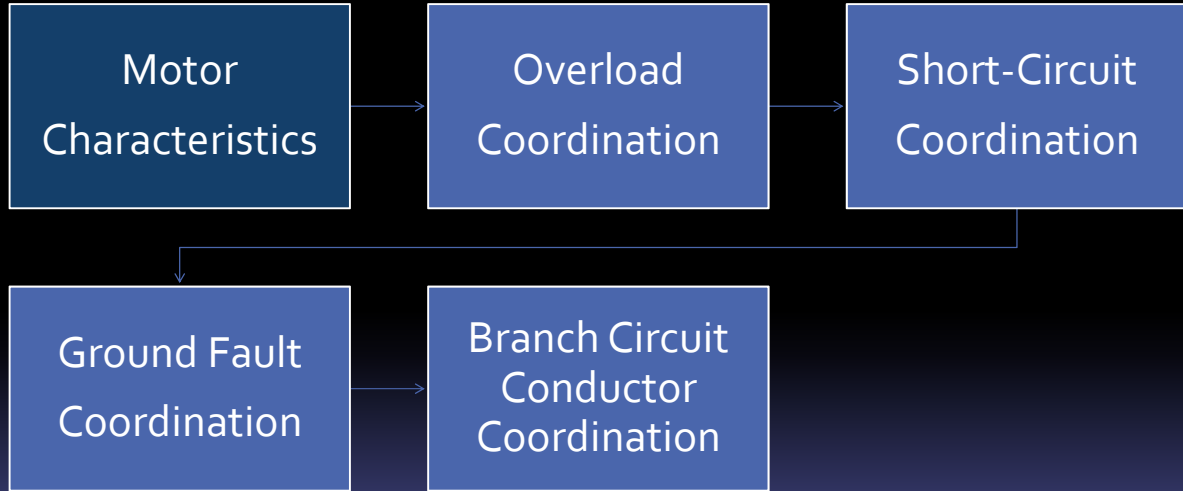 Motor
Characteristics
Overload
Coordination
Short-Circuit
Coordination
Ground Fault
Coordination
Branch Circuit
Conductor
Coordination